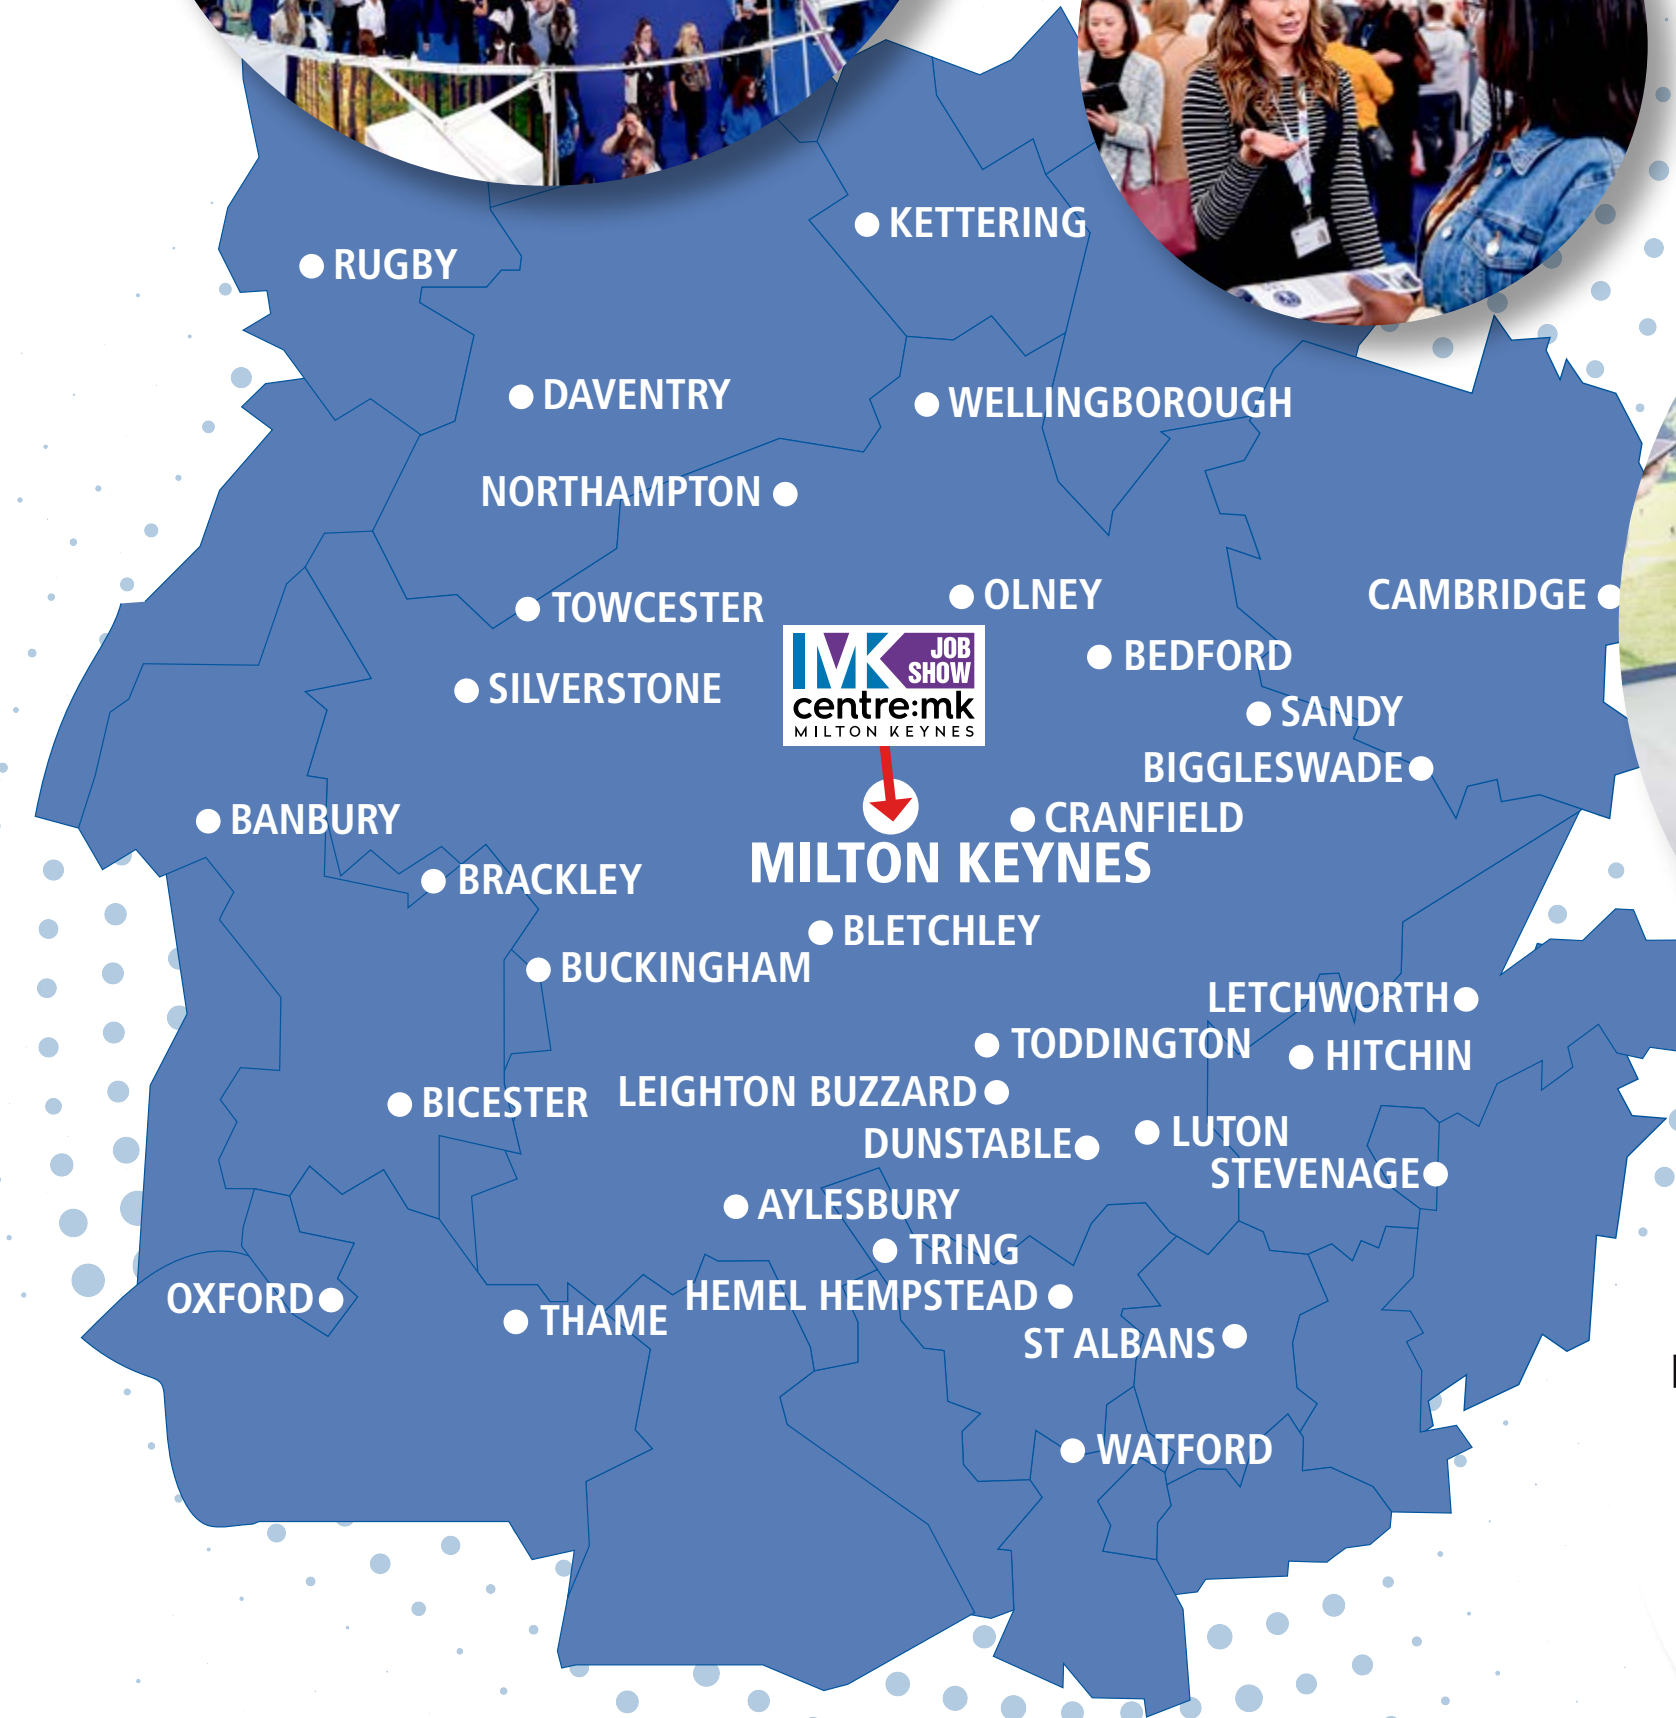 KETTERING
RUGBY
DAVENTRY
WELLINGBOROUGH
NORTHAMPTON
OLNEY
CAMBRIDGE
TOWCESTER
MK JOB
SHOW
centre:mk
MILTON KEYNES
BEDFORD
SILVERSTONE
SANDY
BIGGLESWADE
BANBURY
CRANFIELD
MILTON KEYNES
BRACKLEY
BLETCHLEY
BUCKINGHAM
LETCHWORTH
TODDINGTON
HITCHIN
LEIGHTON BUZZARD
BICESTER
LUTON
DUNSTABLE
STEVENAGE
AYLESBURY
TRING
HEMEL HEMPSTEAD
OXFORD
THAME
ST ALBANS
WATFORD